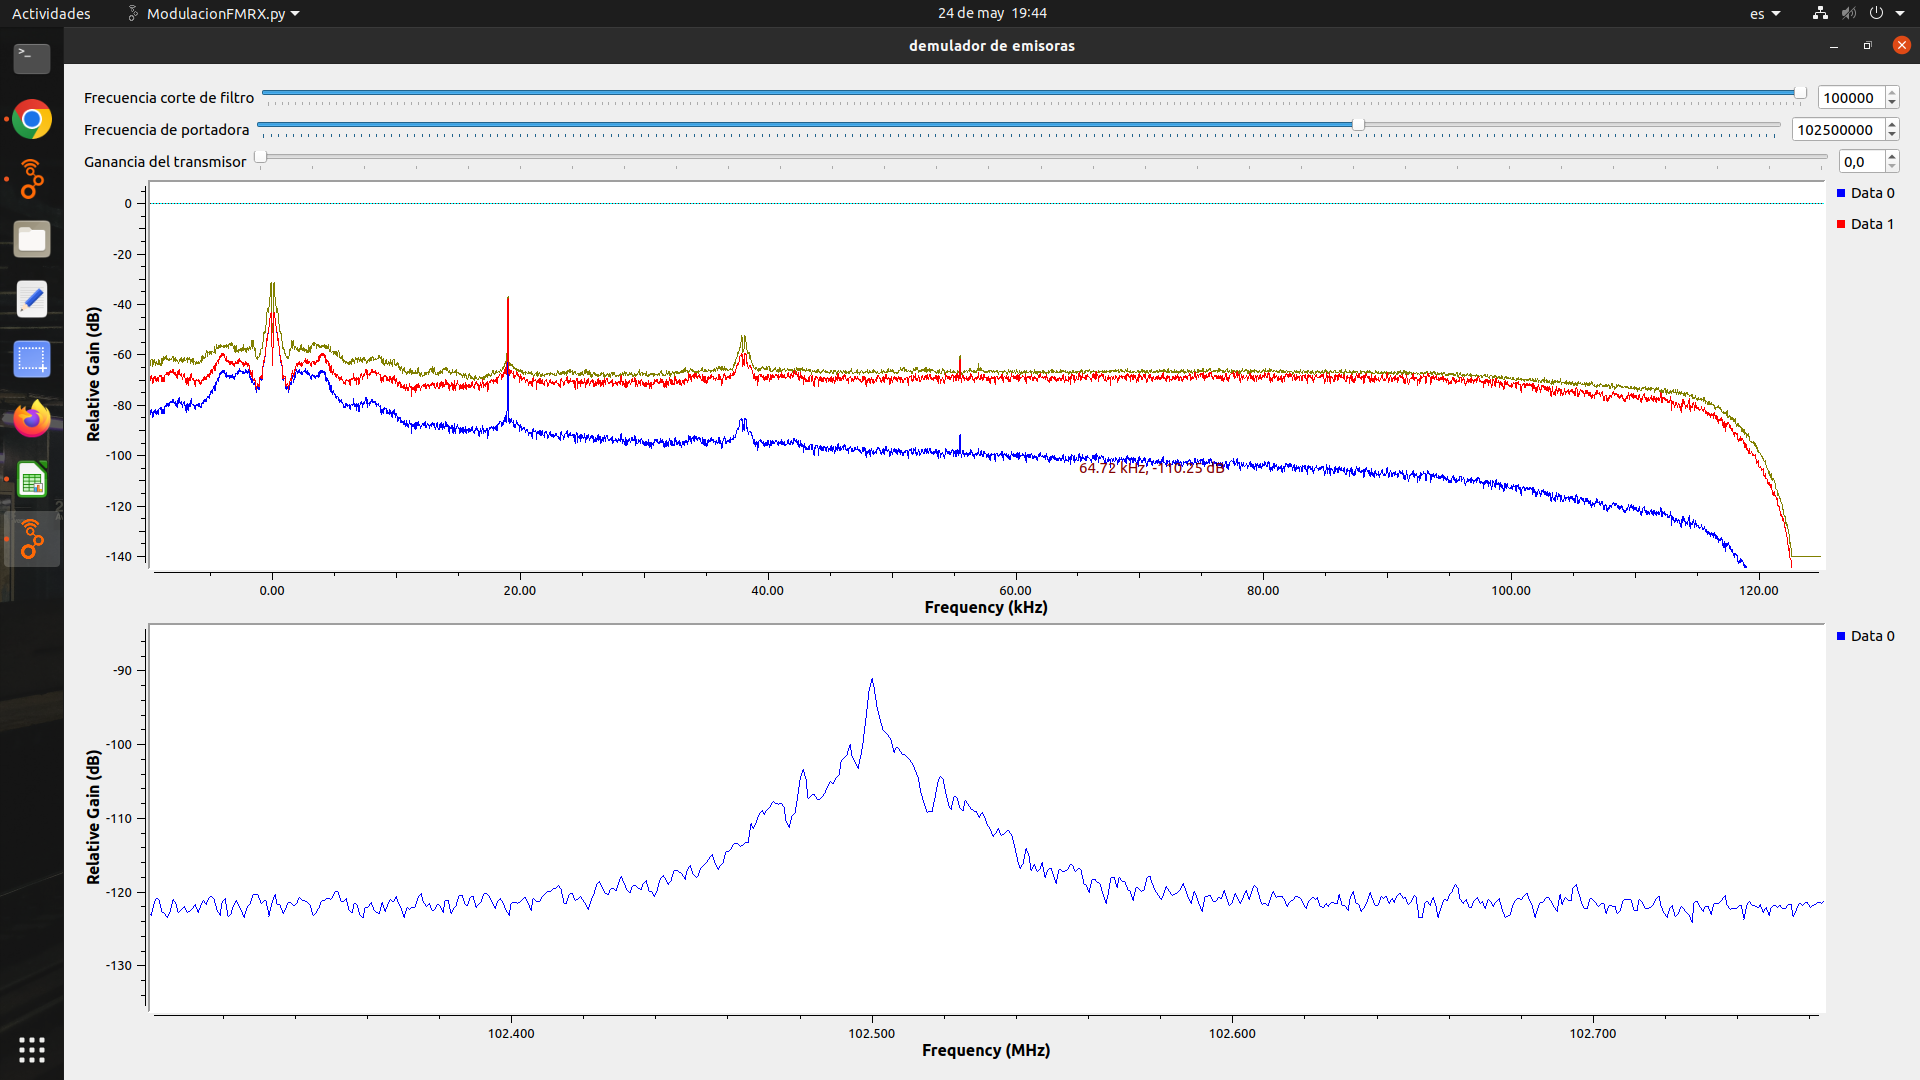 Actividades ModulacionFMRX.py 24 de may 19:44 es
demulador de emisoras
Frecuencia corte de filtro 100000
Frecuencia de portadora 102500000
Ganancia del transmisor 0,0
Data 0
Data 1
Relative Gain (dB)
0
-20
-40
-60
-80
-100
-120
-140
64.72 kHz, -110.25 dB
0.00 20.00 40.00 60.00 80.00 100.00 120.00
Frequency (kHz)
Data 0
Relative Gain (dB)
-90
-100
-110
-120
-130
102.400 102.500 102.600 102.700
Frequency (MHz)